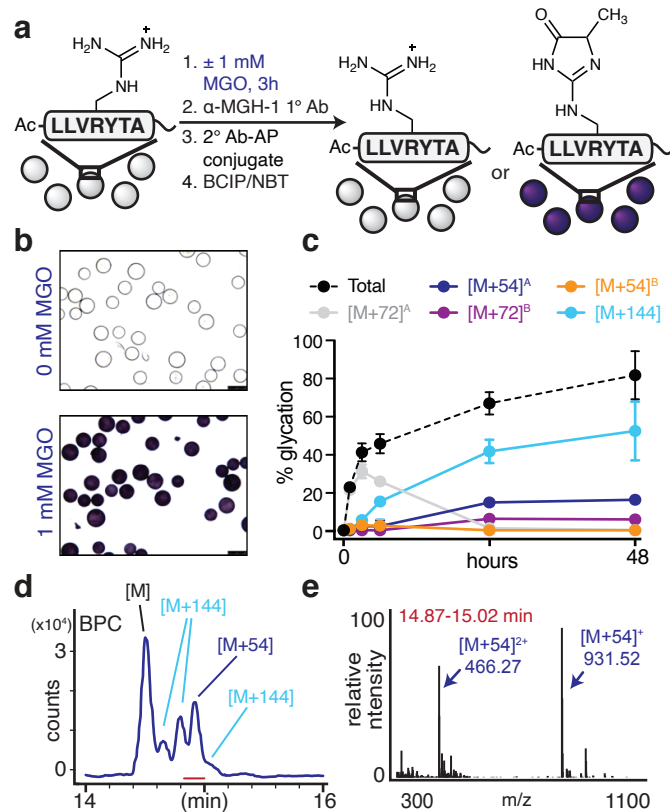 a
H₂N
NH₂
+
NH
Ac
LLVRYTA
1. ± 1 mM
MGO, 3h
2. α-MGH-1 1° Ab
3. 2° Ab-AP
conjugate
4. BCIP/NBT
H₂N
NH₂
+
HN
Ac
LLVRYTA
or
O
CH₃
HN
N
HN
Ac
LLVRYTA
b
0 mM MGO
1 mM MGO
c
Total
[M+54]ᴬ
[M+54]ᴮ
[M+72]ᴬ
[M+72]ᴮ
[M+144]
% glycation
100
80
60
40
20
0
0
hours
48
d
(x10⁴)
BPC
[M]
[M+144]
[M+54]
[M+144]
counts
3
0
14
(min)
16
e
100
14.87-15.02 min
[M+54]²⁺
466.27
[M+54]⁺
931.52
relative
intensity
0
300
m/z
1100